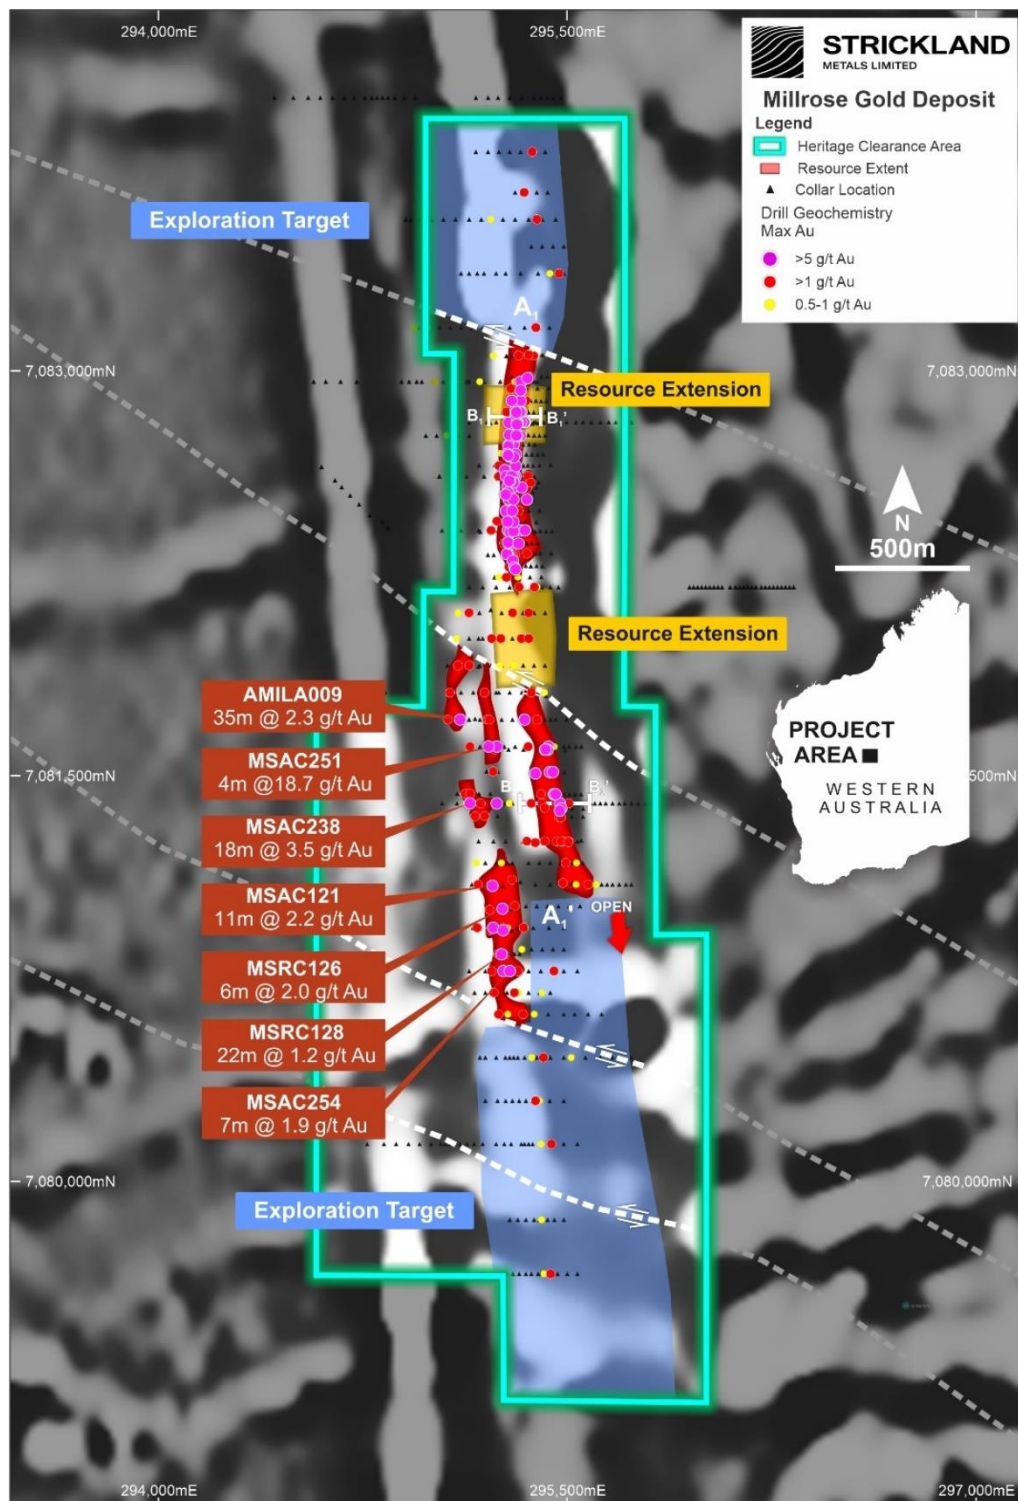 294,000mE
295,500mE
STRICKLAND
METALS LIMITED
Millrose Gold Deposit
Legend
Heritage Clearance Area
Resource Extent
Collar Location
Drill Geochemistry
Max Au
>5 g/t Au
>1 g/t Au
0.5-1 g/t Au
Exploration Target
A1
7,083,000mN
7,083,000mN
Resource Extension
B1
B1'
N
500m
Resource Extension
AMILA009
35m @ 2.3 g/t Au
MSAC251
4m @18.7 g/t Au
7,081,500mN
500mN
PROJECT
AREA
WESTERN
AUSTRALIA
B
MSAC238
18m @ 3.5 g/t Au
MSAC121
11m @ 2.2 g/t Au
A1'
OPEN
MSRC126
6m @ 2.0 g/t Au
MSRC128
22m @ 1.2 g/t Au
MSAC254
7m @ 1.9 g/t Au
7,080,000mN
7,080,000mN
Exploration Target
294,000mE
295,500mE
297,000mE